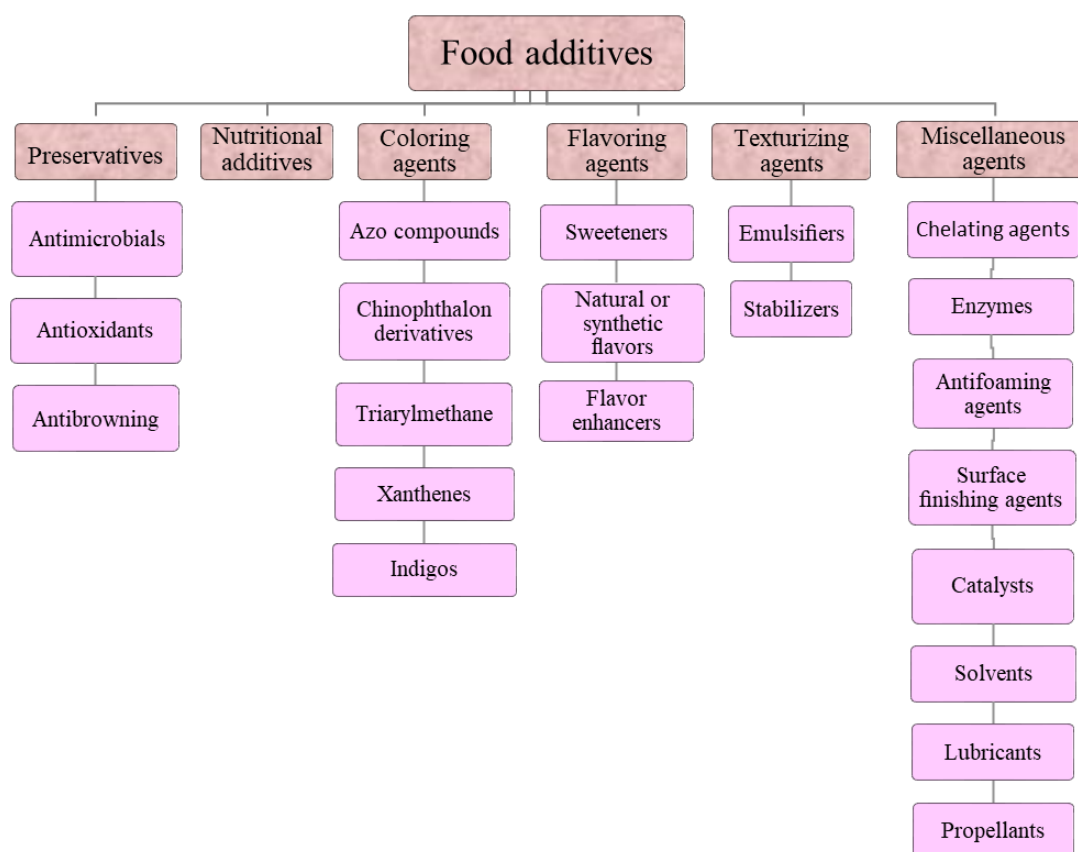 Food additives
Preservatives
Antimicrobials
Antioxidants
Antibrowning
Nutritional
additives
Coloring
agents
Azo compounds
Chinophthalon
derivatives
Triarylmethane
Xanthenes
Indigos
Flavoring
agents
Sweeteners
Natural or
synthetic
flavors
Flavor
enhancers
Texturizing
agents
Emulsifiers
Stabilizers
Miscellaneous
agents
Chelating agents
Enzymes
Antifoaming
agents
Surface
finishing agents
Catalysts
Solvents
Lubricants
Propellants